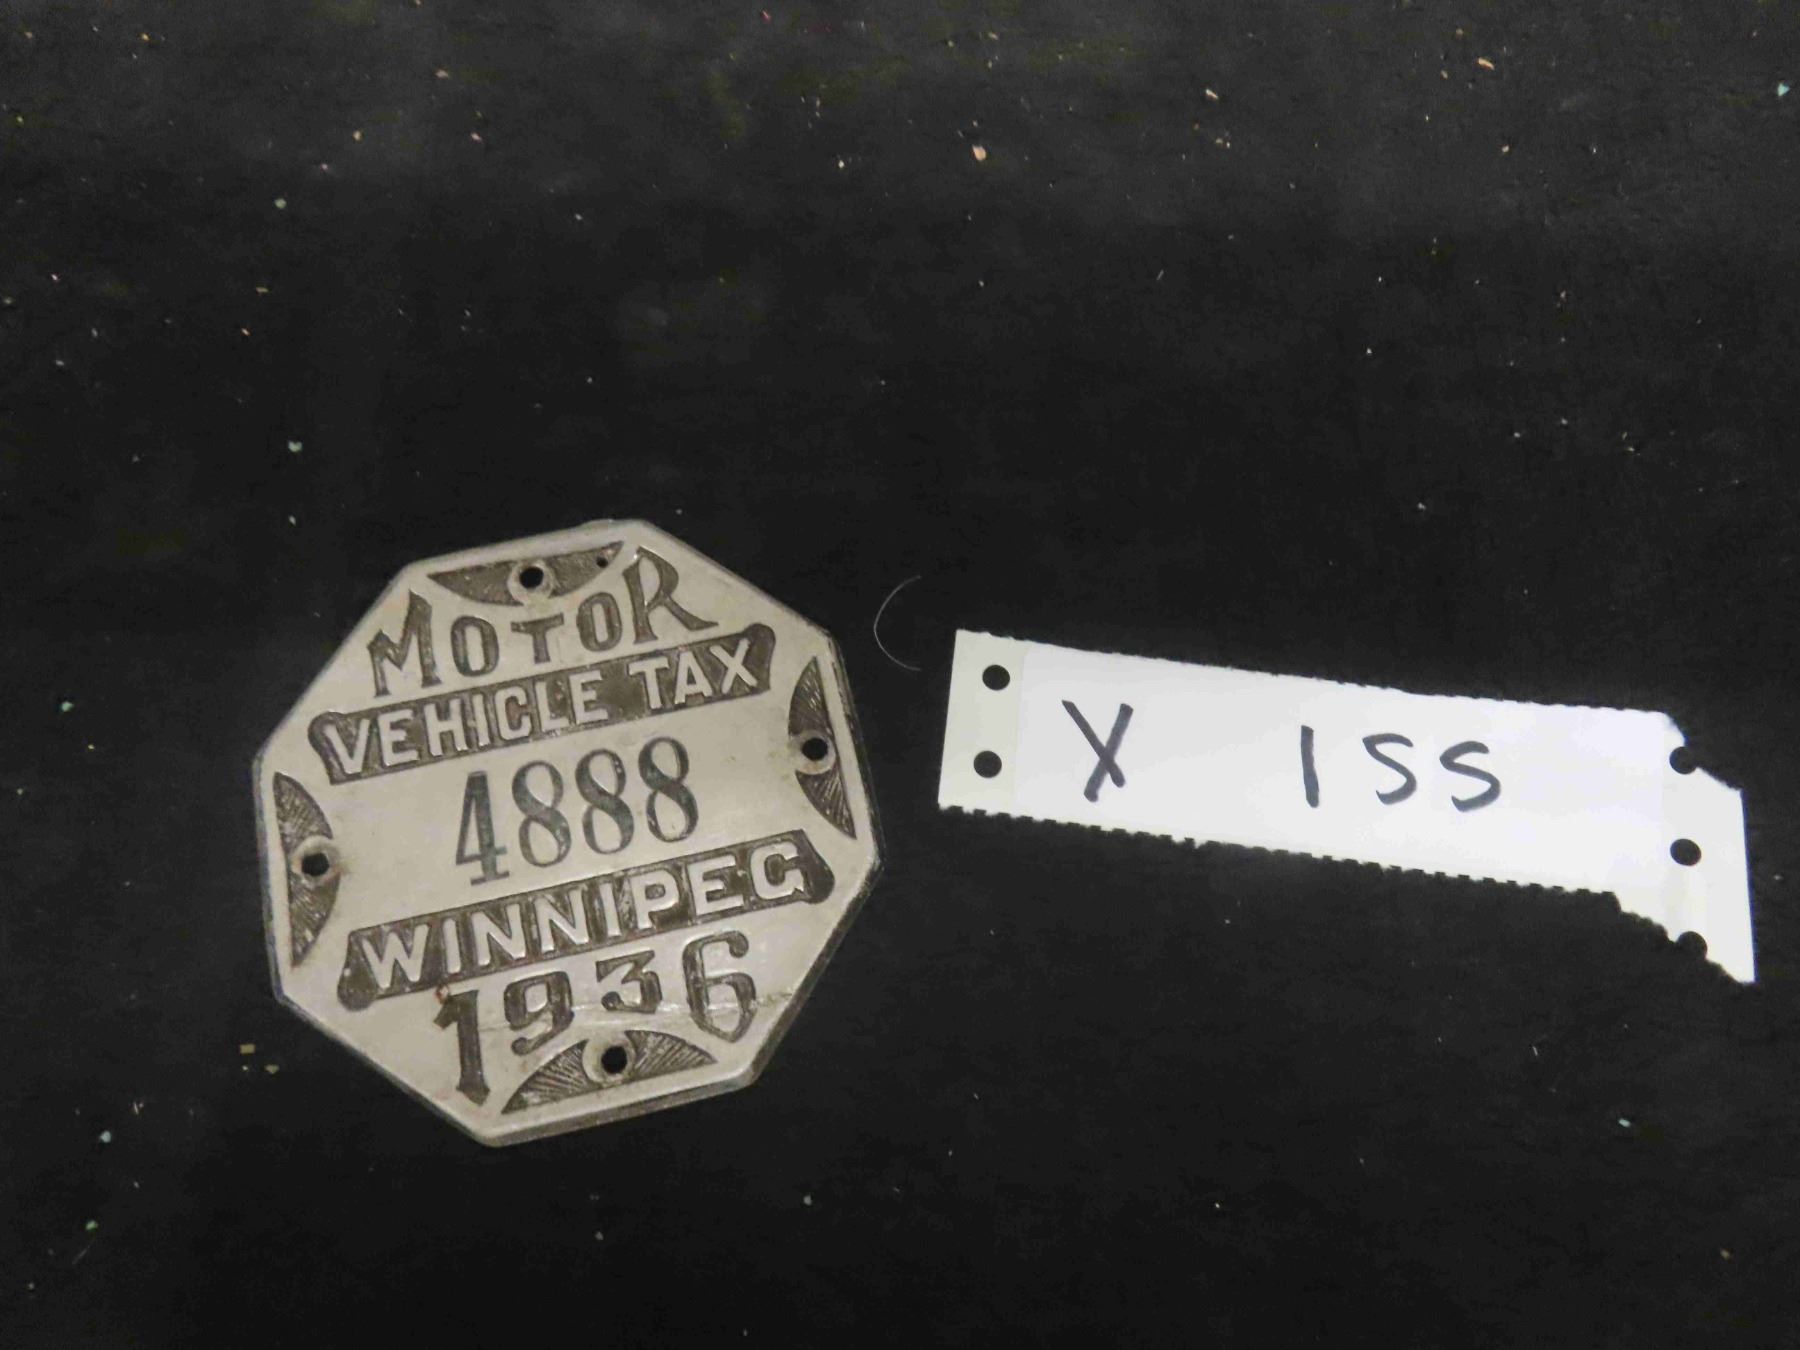 MOTOR
VEHICLE TAX
4888
WINNIPEG
1936
X 155